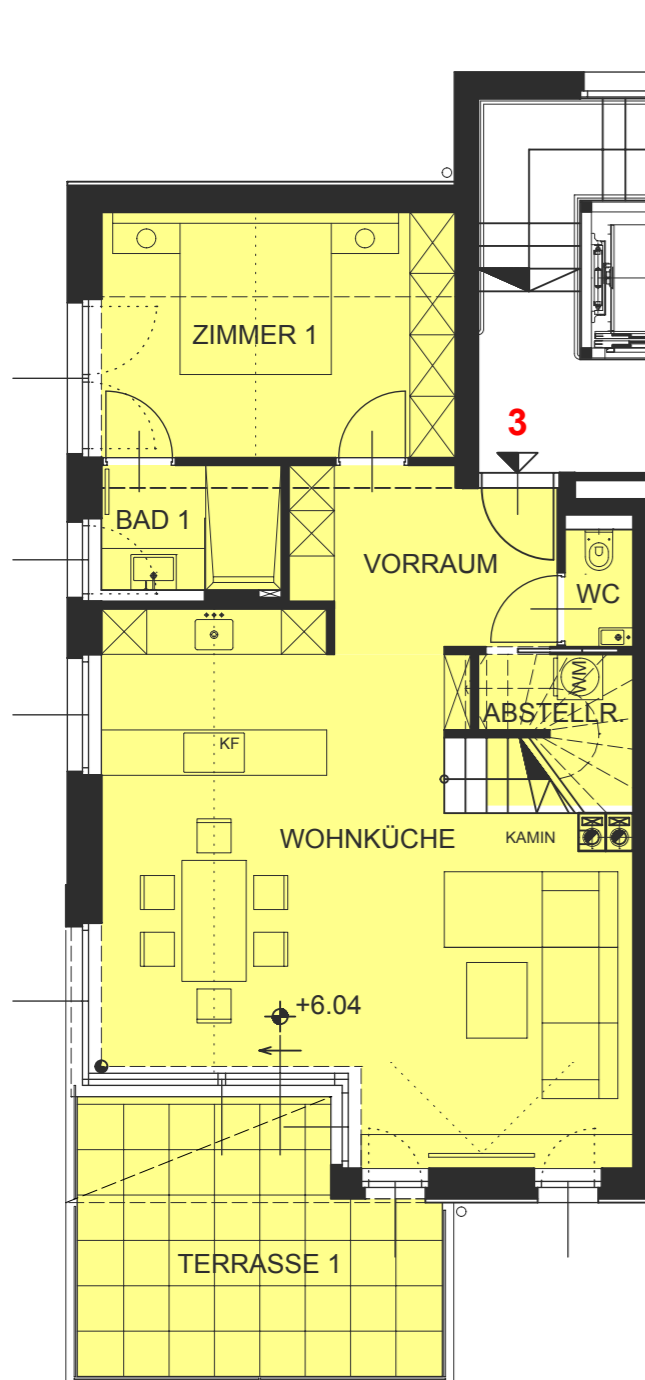 ZIMMER 1
3
BAD 1
VORRAUM
WC
WM
ABSTELLR.
KF
WOHNKÜCHE
KAMIN
+6.04
TERRASSE 1